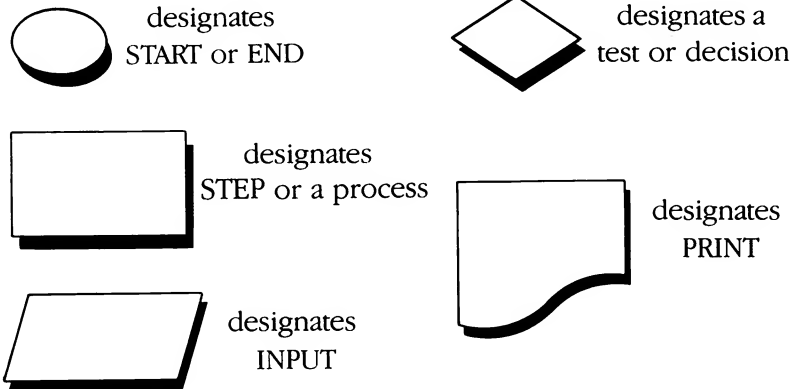 designates
START or END
designates a
test or decision
designates
STEP or a process
designates
PRINT
designates
INPUT